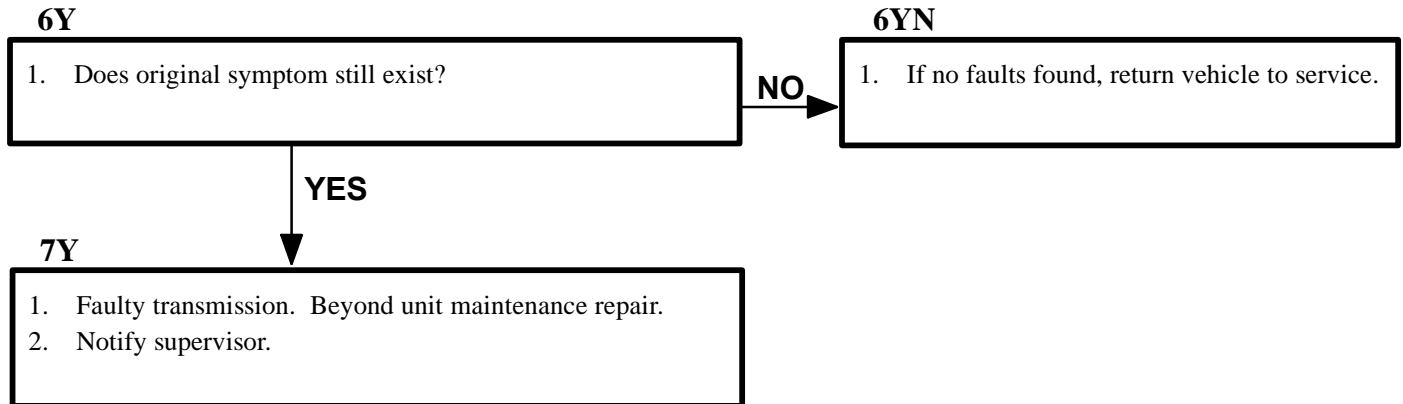 6Y
1. Does original symptom still exist?
NO
6YN
1. If no faults found, return vehicle to service.
YES
7Y
1. Faulty transmission. Beyond unit maintenance repair.
2. Notify supervisor.